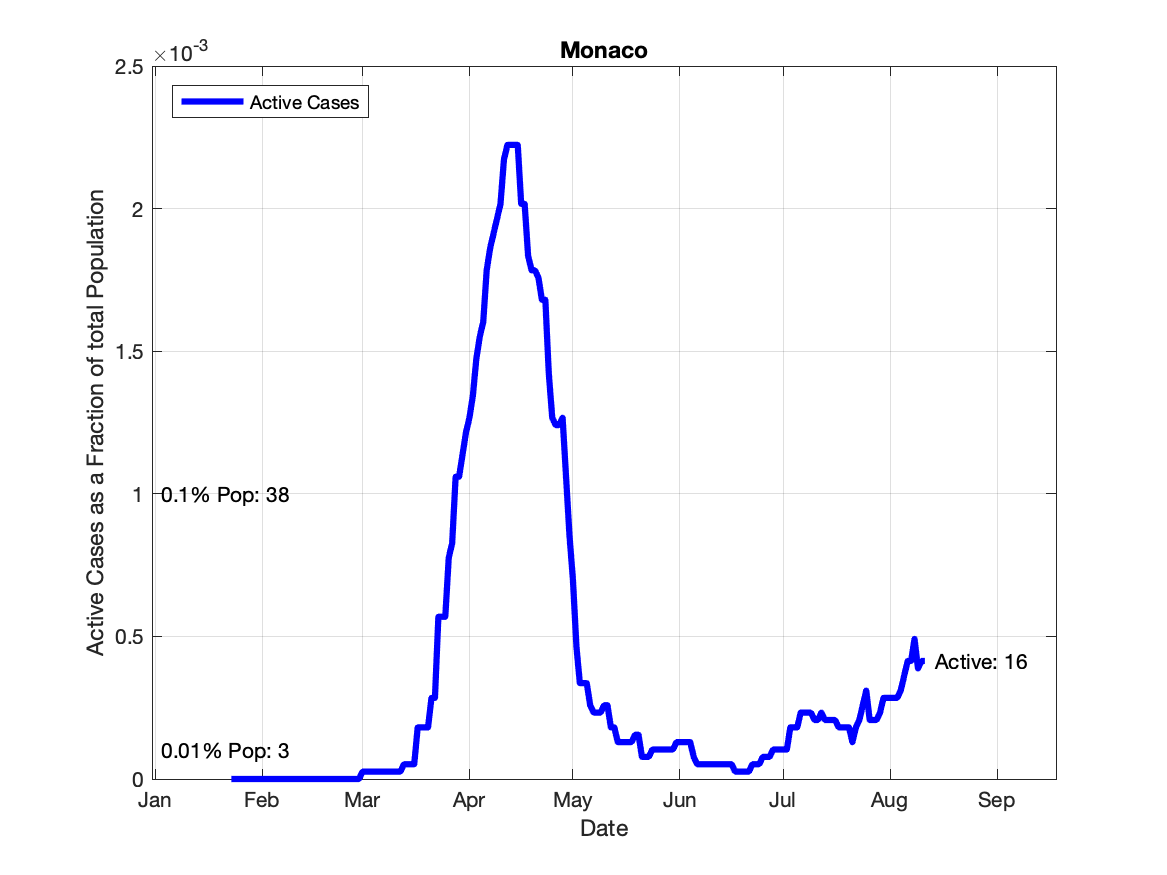 Monaco
×10-3
2.5
2
1.5
1
0.5
0
Active Cases
0.1% Pop: 38
0.01% Pop: 3
Active: 16
Active Cases as a Fraction of total Population
Jan Feb Mar Apr May Jun Jul Aug Sep
Date